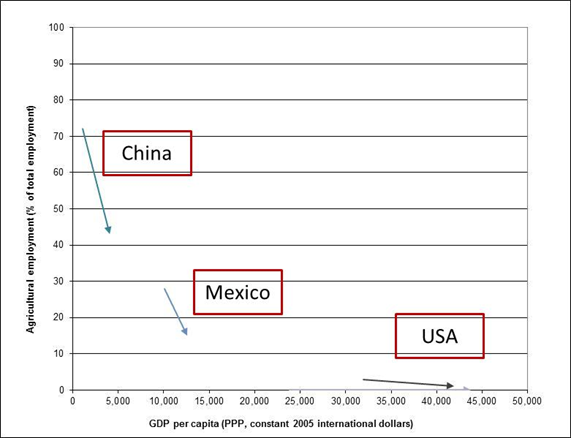 100
90
80
70
60
50
40
30
20
10
0
Agricultural employment (% of total employment)
China
Mexico
USA
0 5,000 10,000 15,000 20,000 25,000 30,000 35,000 40,000 45,000 50,000
GDP per capita (PPP, constant 2005 international dollars)